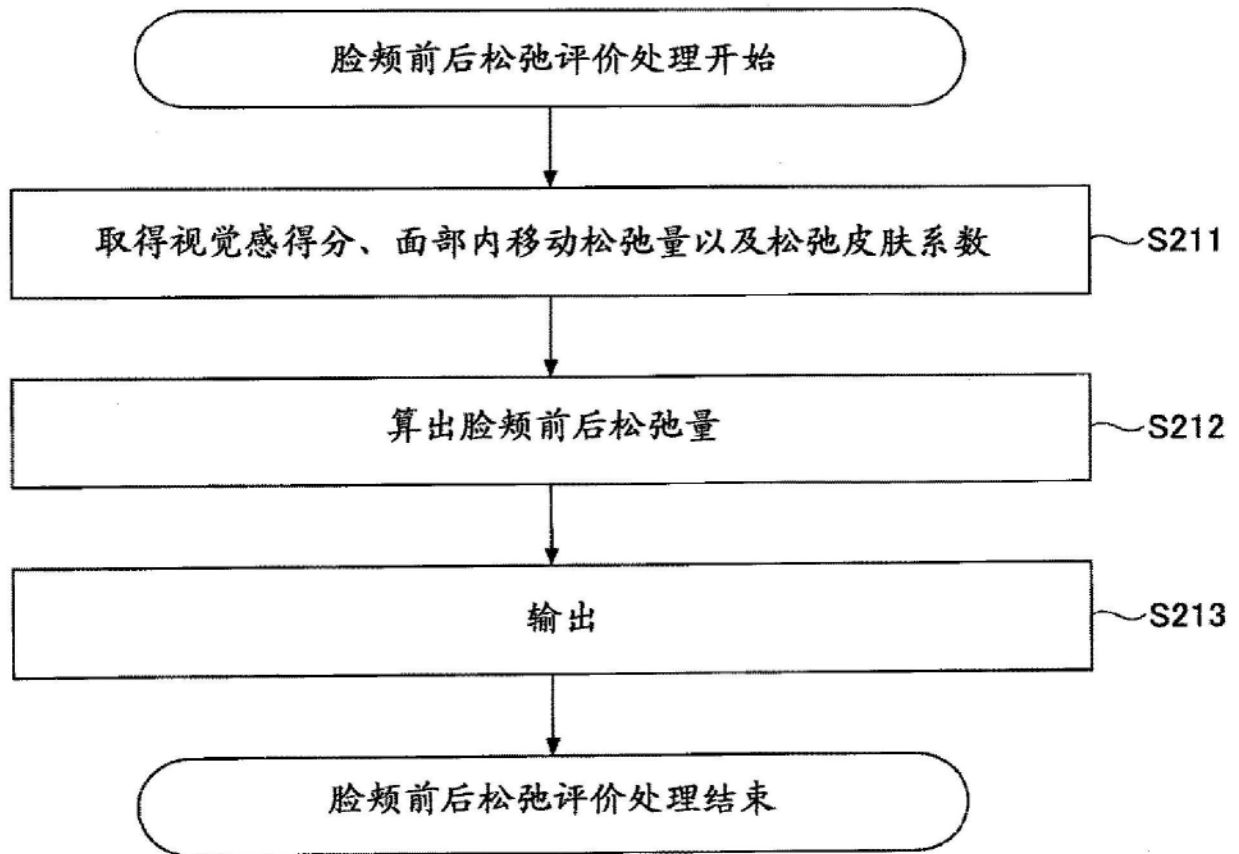 脸颊前后松弛评价处理开始
取得视觉感得分、面部内移动松弛量以及松弛皮肤系数
S211
算出脸颊前后松弛量
S212
输出
S213
脸颊前后松弛评价处理结束